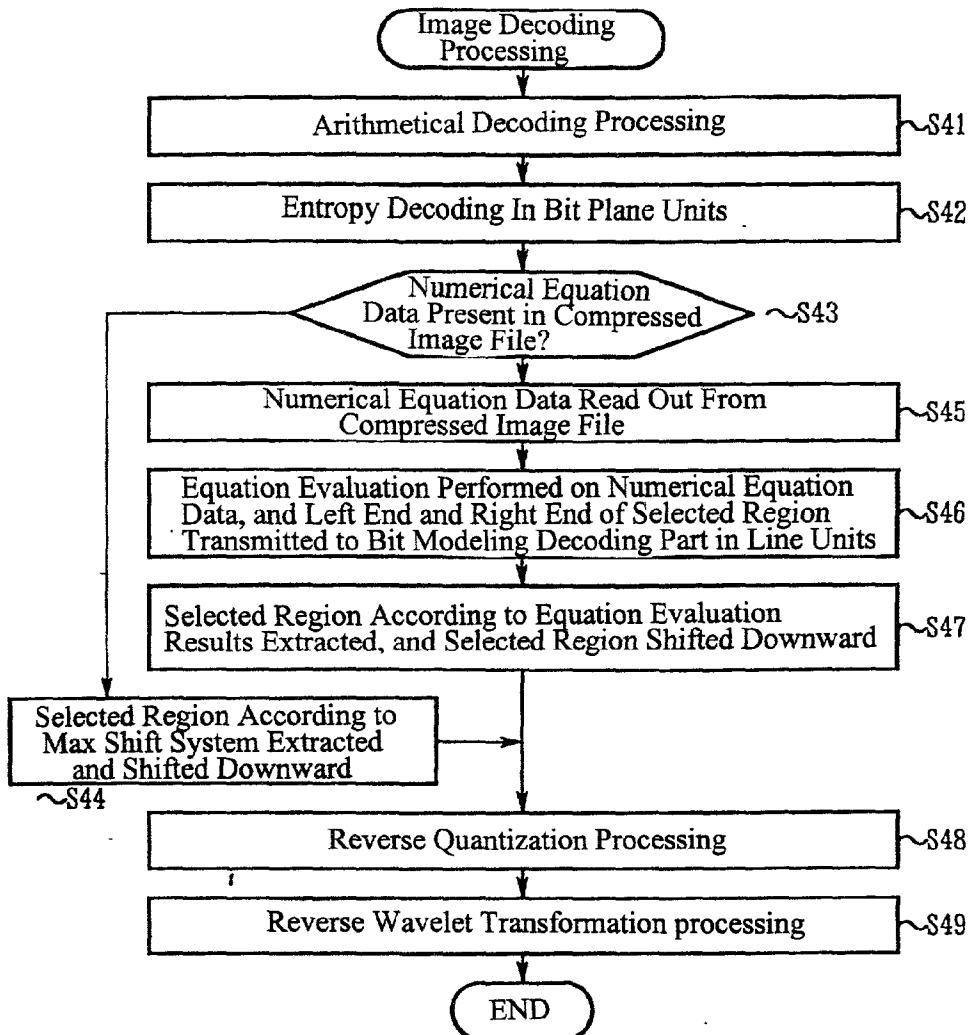 Image Decoding
Processing
Arithmetical Decoding Processing
~S41
Entropy Decoding In Bit Plane Units
~S42
Numerical Equation
Data Present in Compressed
Image File?
~S43
Numerical Equation Data Read Out From
Compressed Image File
~S45
Equation Evaluation Performed on Numerical Equation
Data, and Left End and Right End of Selected Region
Transmitted to Bit Modeling Decoding Part in Line Units
~S46
Selected Region According to Equation Evaluation
Results Extracted, and Selected Region Shifted Downward
~S47
Selected Region According to
Max Shift System Extracted
and Shifted Downward
~S44
Reverse Quantization Processing
~S48
Reverse Wavelet Transformation processing
~S49
END